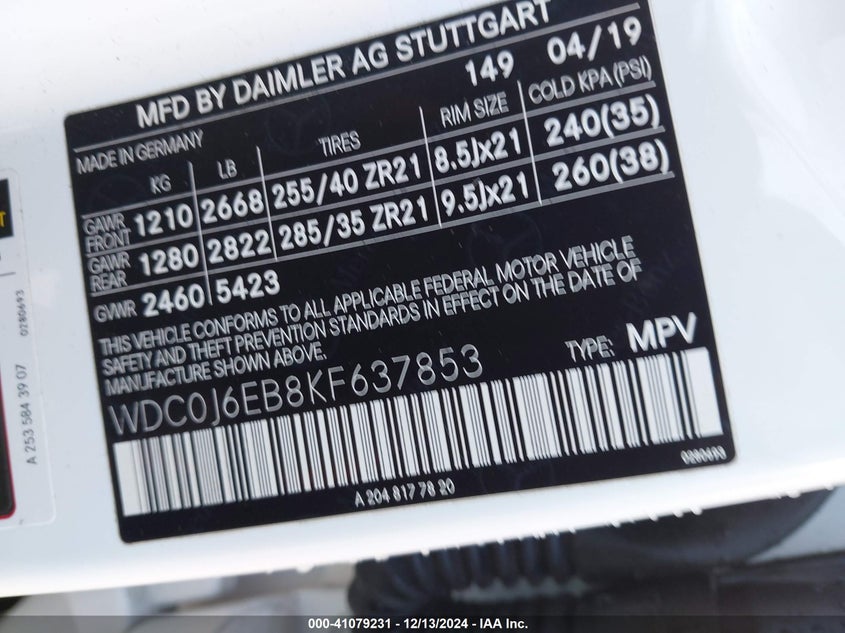 MFD BY DAIMLER AG STUTTGART
149 04/19
MADE IN GERMANY
KG LB TIRES RIM SIZE COLD KPA (PSI)
GAWR FRONT 1210 2668 255/40 ZR21 8.5Jx21 240(35)
GAWR REAR 1280 2822 285/35 ZR21 9.5Jx21 260(38)
GVWR 2460 5423
THIS VEHICLE CONFORMS TO ALL APPLICABLE FEDERAL MOTOR VEHICLE
SAFETY AND THEFT PREVENTION STANDARDS IN EFFECT ON THE DATE OF
MANUFACTURE SHOWN ABOVE.
WDC0J6EB8KF637853 TYPE: MPV
A 204 817 78 20
A 253 584 39 07
0280693
000-41079231 - 12/13/2024 - IAA Inc.